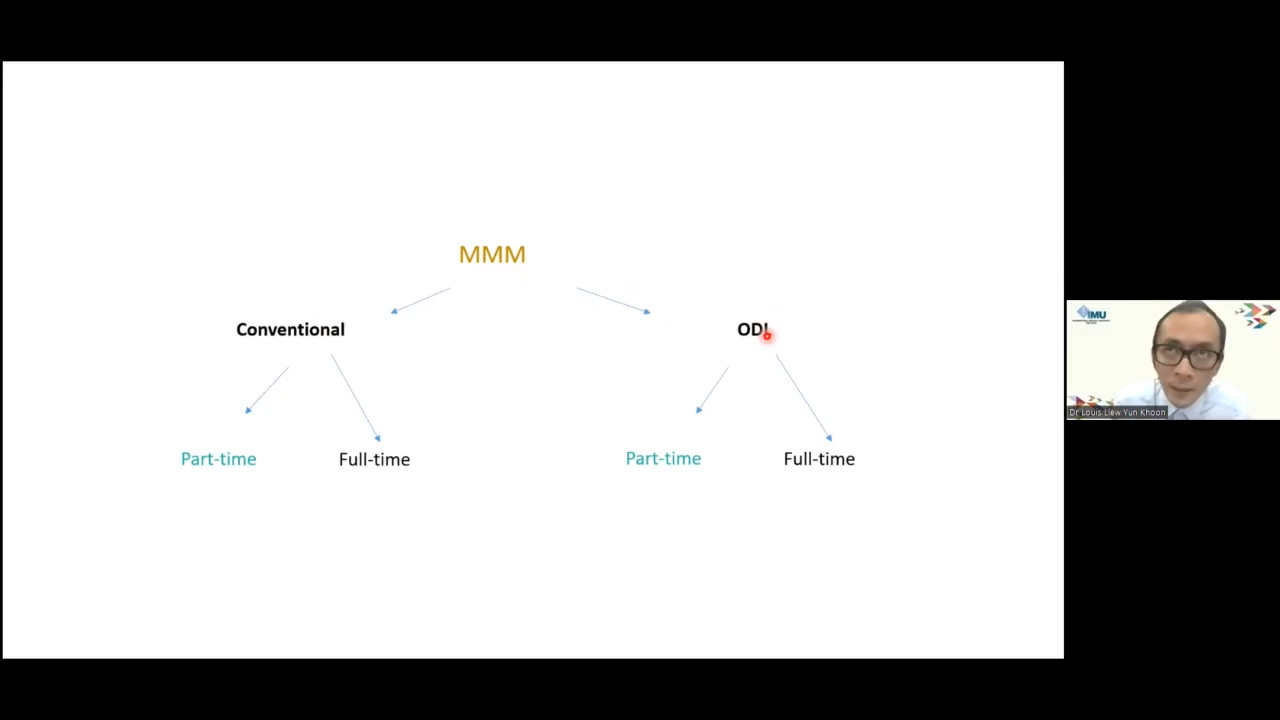 MMM
Conventional
ODL
Part-time
Full-time
Part-time
Full-time
IMU
Dr Louis Liew Yun Khoon